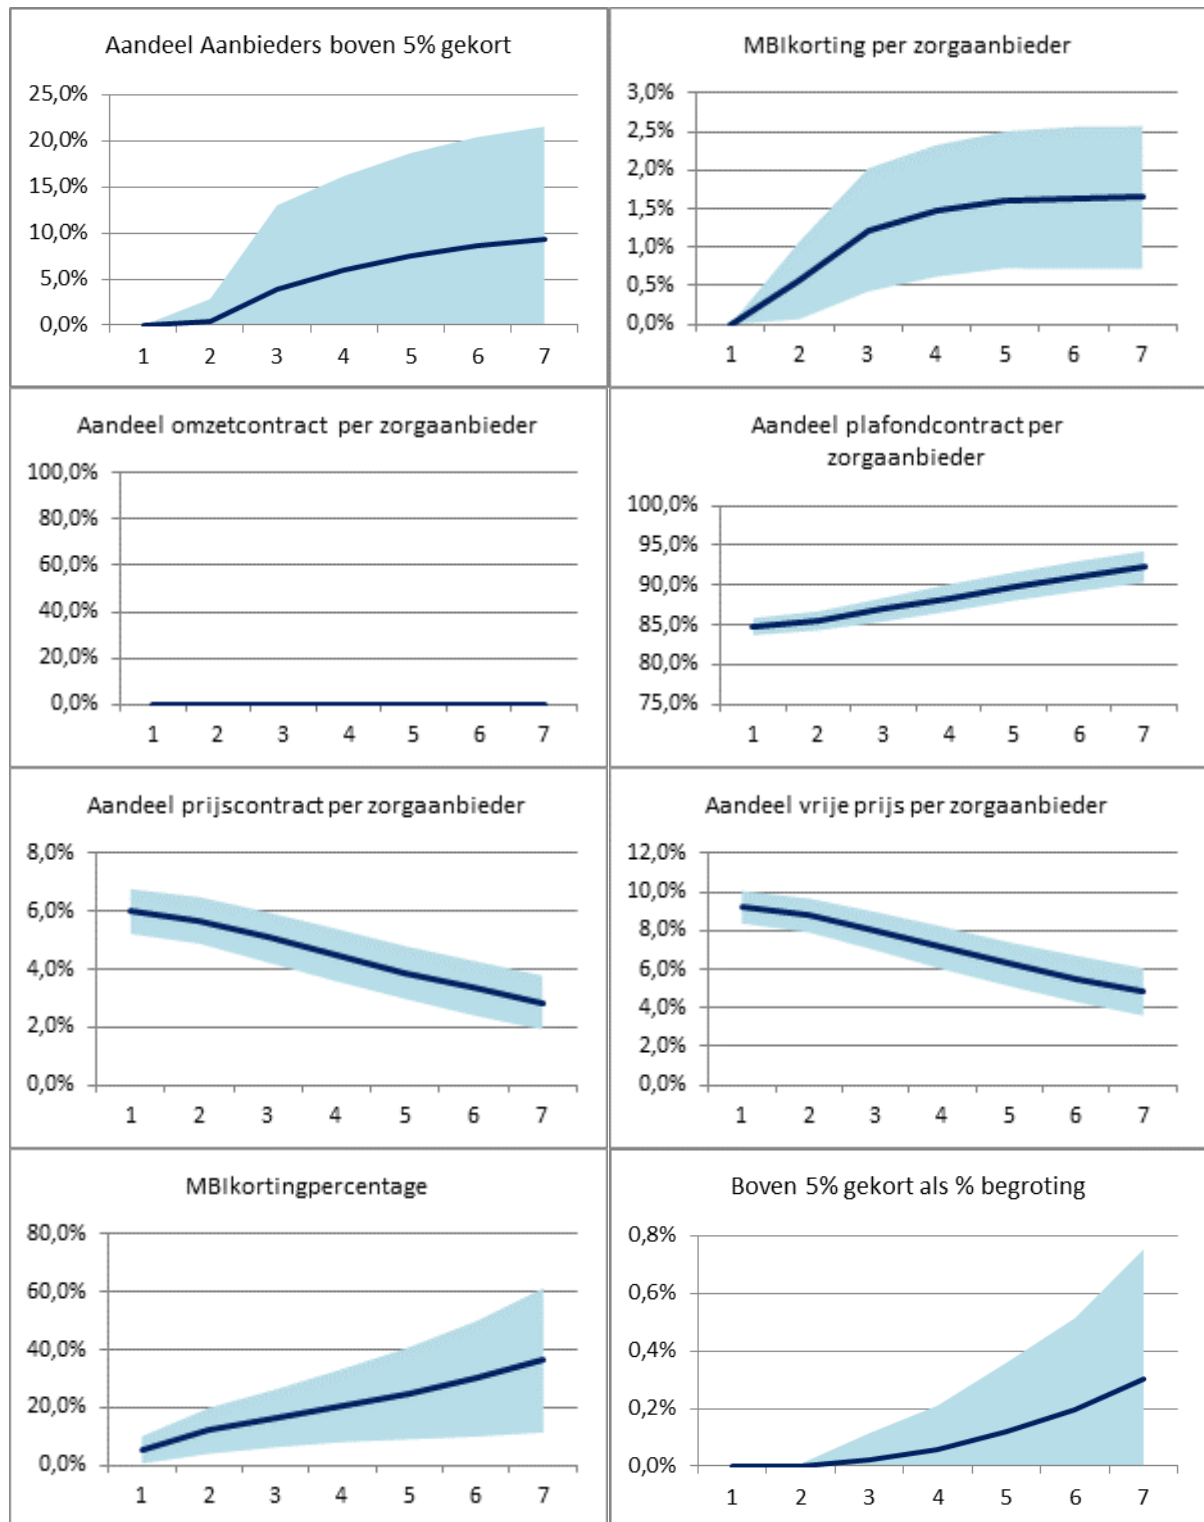 Aandeel Aanbieders boven 5% gekort
25,0%
20,0%
15,0%
10,0%
5,0%
0,0%
1 2 3 4 5 6 7
MBIkorting per zorgaanbieder
3,0%
2,5%
2,0%
1,5%
1,0%
0,5%
0,0%
1 2 3 4 5 6 7
Aandeel omzetcontract per zorgaanbieder
100,0%
80,0%
60,0%
40,0%
20,0%
0,0%
1 2 3 4 5 6 7
Aandeel plafondcontract per
zorgaanbieder
100,0%
95,0%
90,0%
85,0%
80,0%
75,0%
1 2 3 4 5 6 7
Aandeel prijscontract per zorgaanbieder
8,0%
6,0%
4,0%
2,0%
0,0%
1 2 3 4 5 6 7
Aandeel vrije prijs per zorgaanbieder
12,0%
10,0%
8,0%
6,0%
4,0%
2,0%
0,0%
1 2 3 4 5 6 7
MBIkortingpercentage
80,0%
60,0%
40,0%
20,0%
0,0%
1 2 3 4 5 6 7
Boven 5% gekort als % begroting
0,8%
0,6%
0,4%
0,2%
0,0%
1 2 3 4 5 6 7